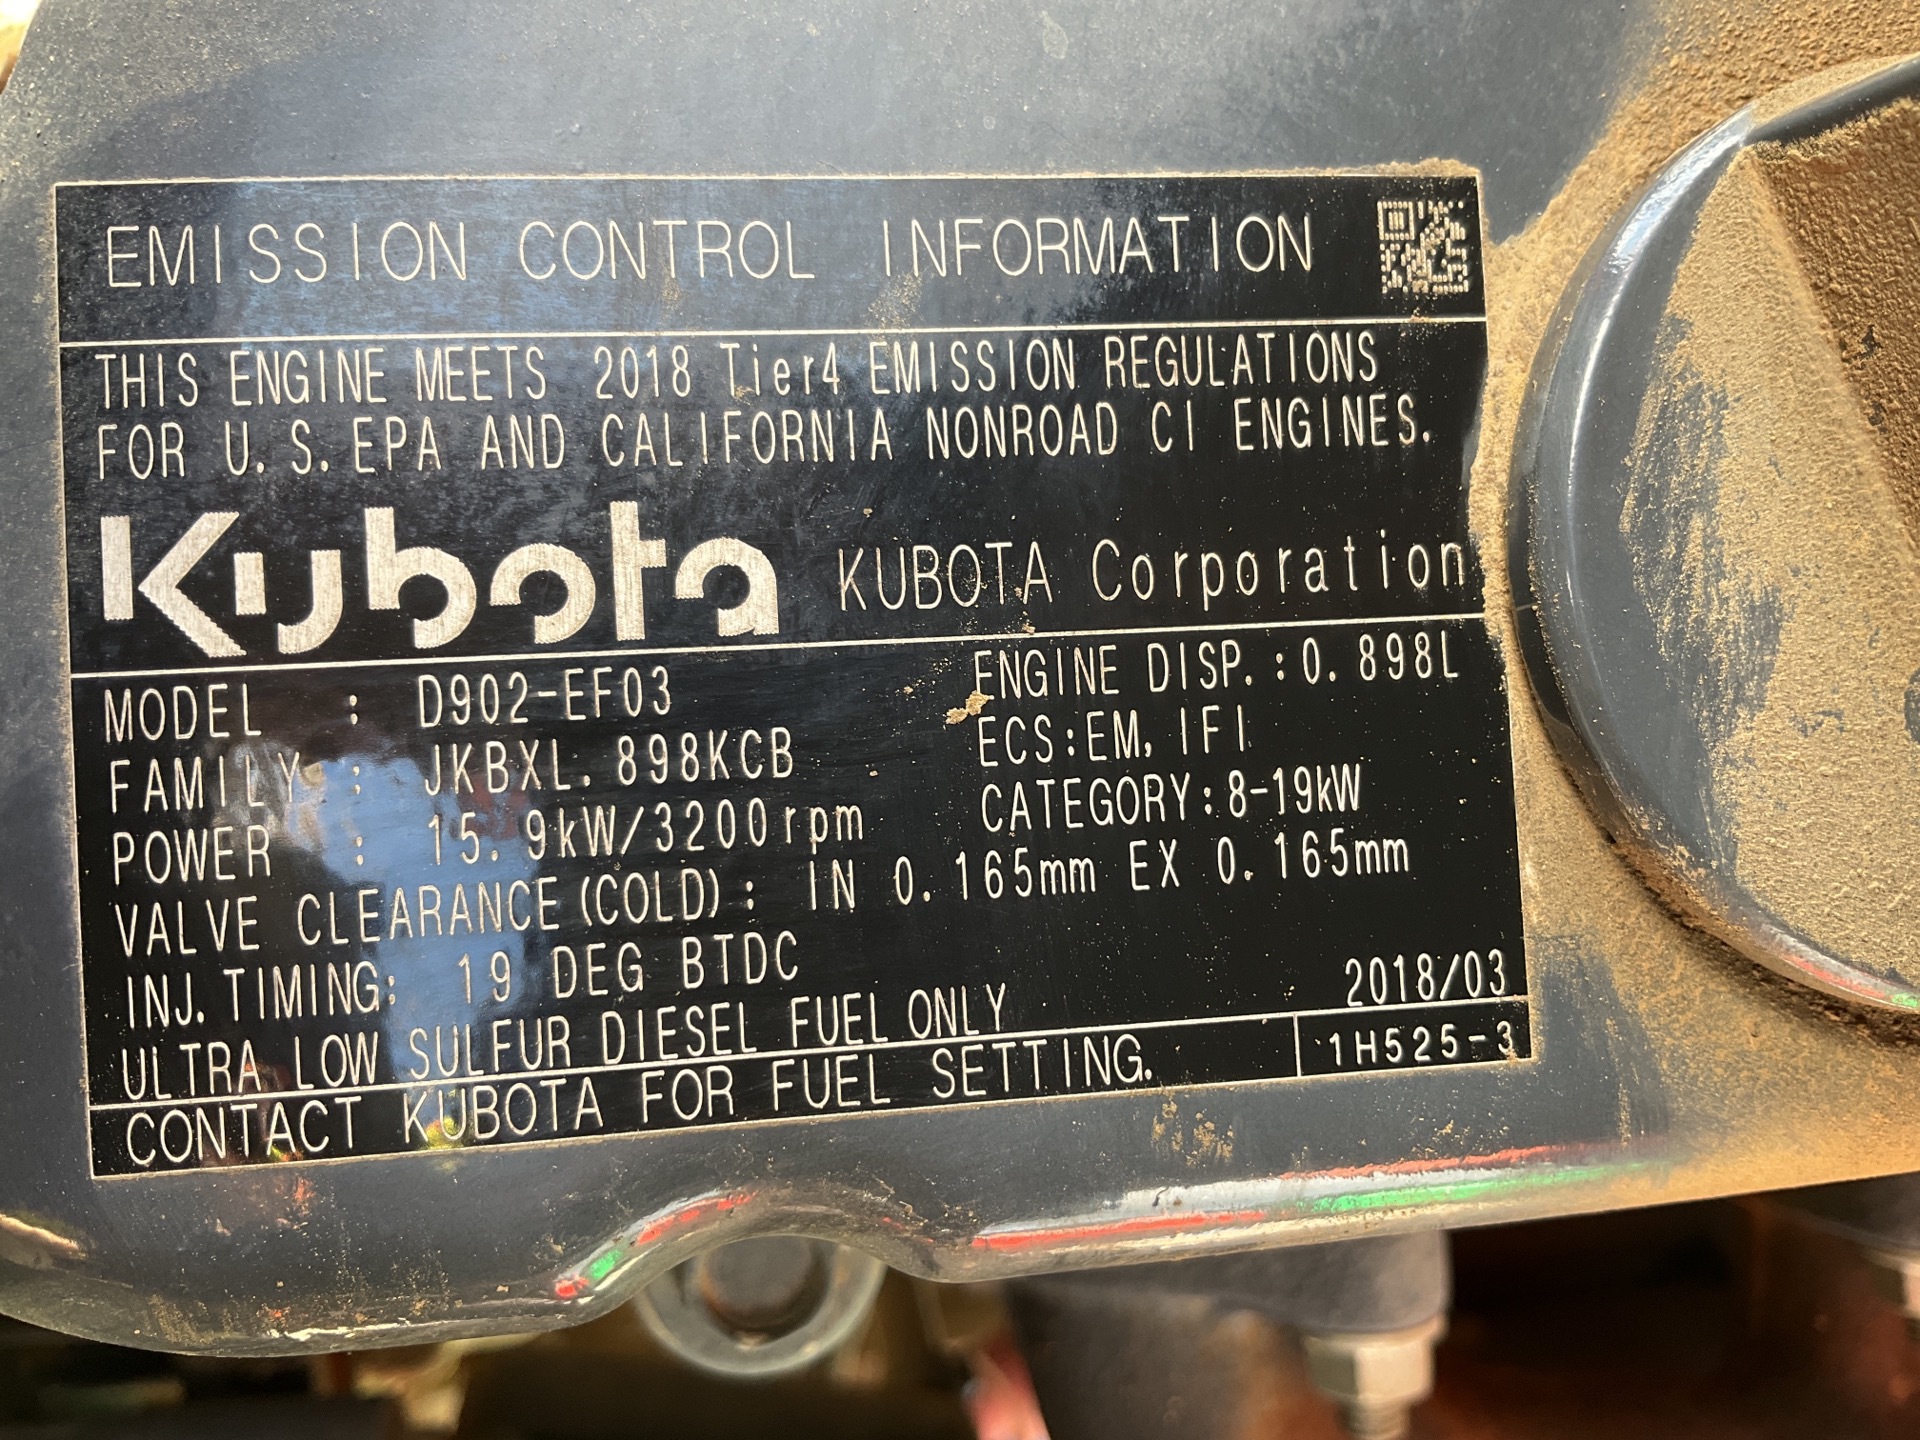 EMISSION CONTROL INFORMATION
THIS ENGINE MEETS 2018 Tier4 EMISSION REGULATIONS
FOR U.S.EPA AND CALIFORNIA NONROAD CI ENGINES.
Kubota KUBOTA Corporation
MODEL : D902-EF03 ENGINE DISP.:0.898L
FAMILY : JKBXL.898KCB ECS:EM,IFI
POWER : 15.9kW/3200rpm CATEGORY:8-19kW
VALVE CLEARANCE(COLD): IN 0.165mm EX 0.165mm
INJ.TIMING: 19 DEG BTDC
ULTRA LOW SULFUR DIESEL FUEL ONLY 2018/03
CONTACT KUBOTA FOR FUEL SETTING. 1H525-3